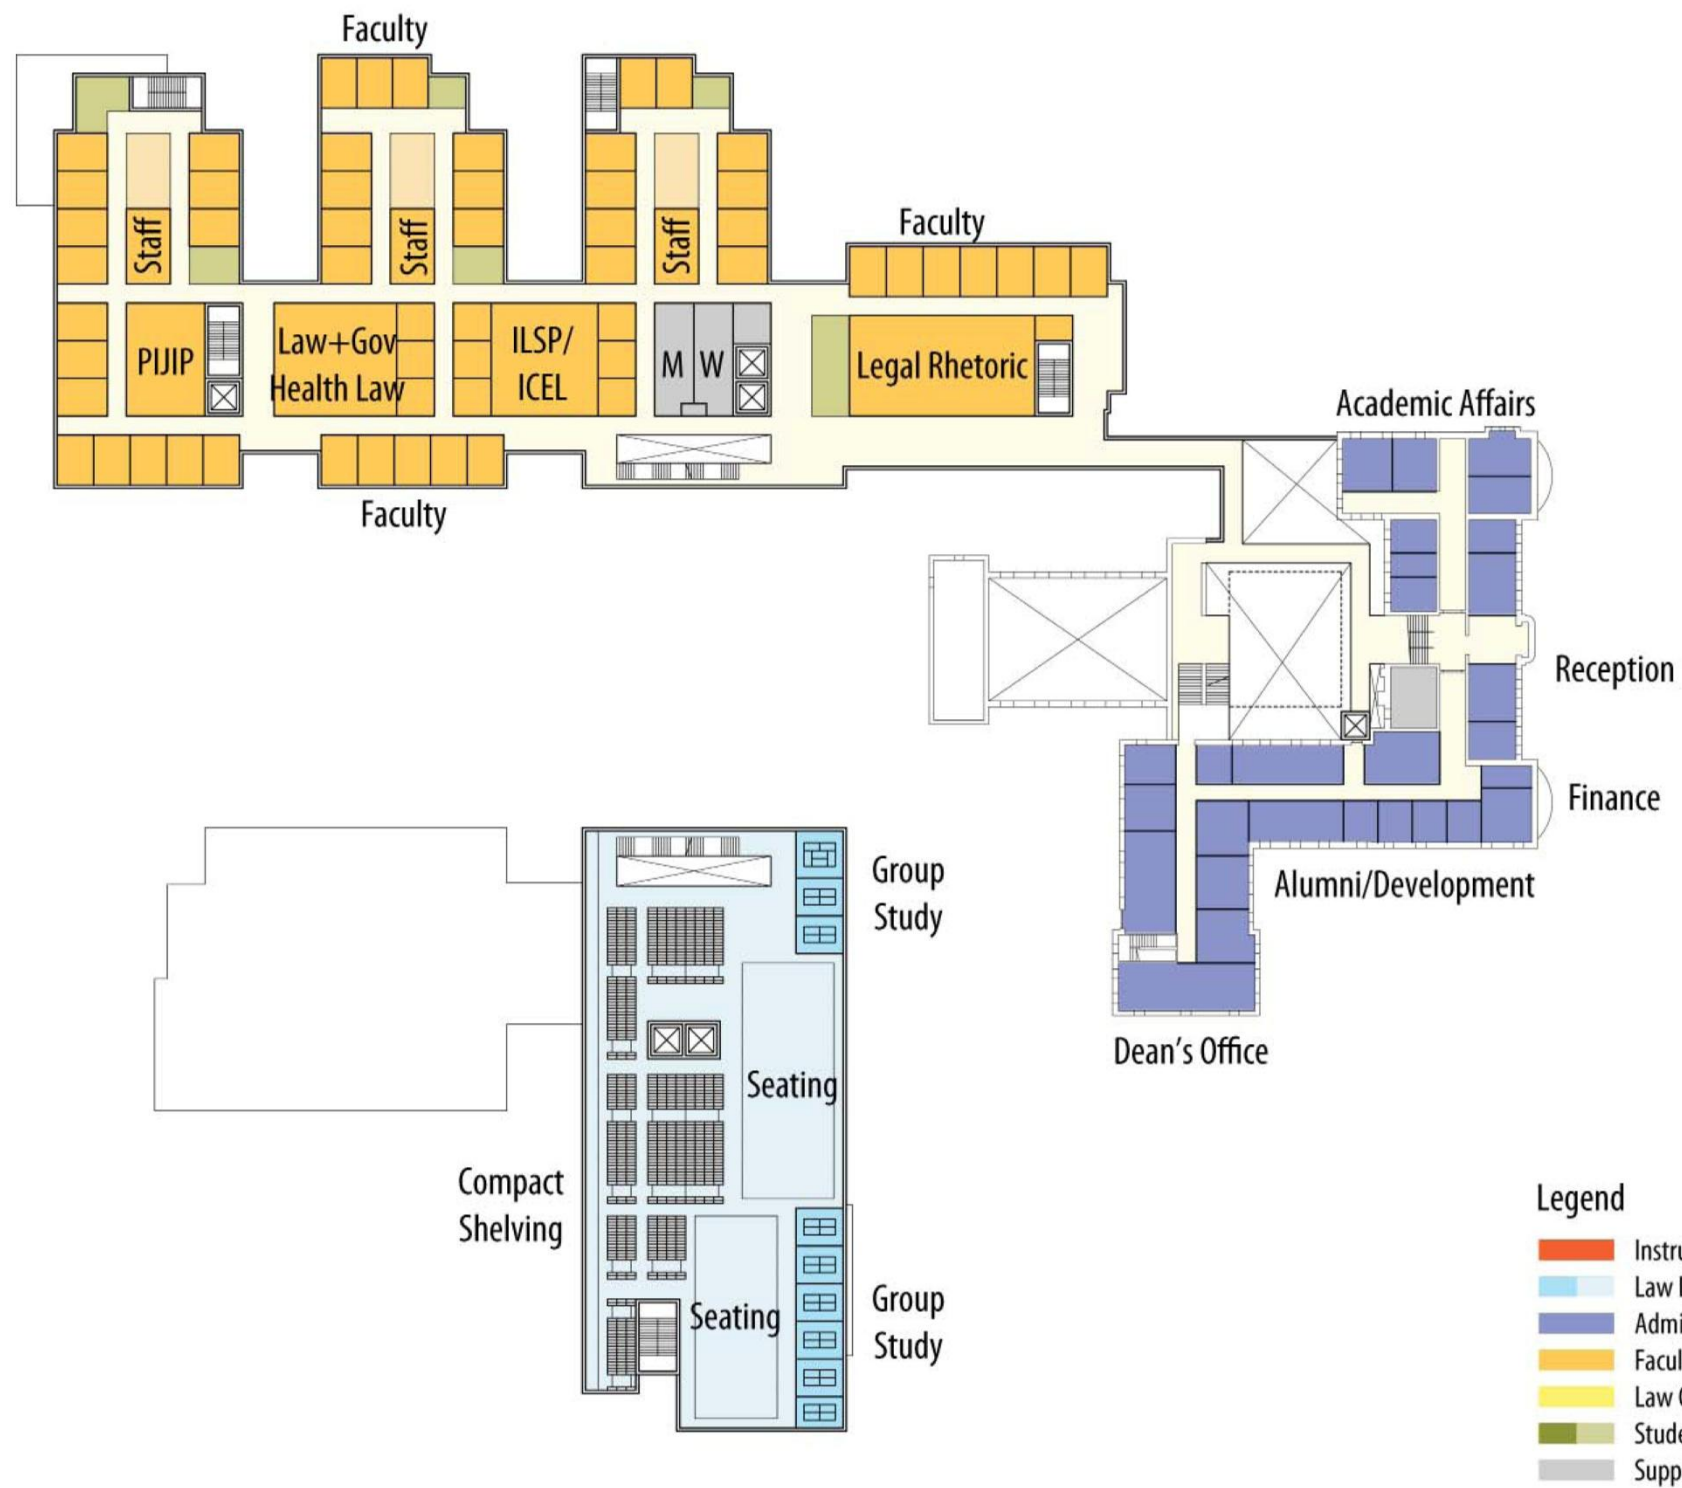 Faculty
Staff
Staff
Staff
Faculty
PIJIP
Law+Gov
Health Law
ILSP/
ICEL
M
W
Legal Rhetoric
Faculty
Academic Affairs
Reception
Finance
Alumni/Development
Dean's Office
Group
Study
Seating
Compact
Shelving
Seating
Group
Study
Legend
Law